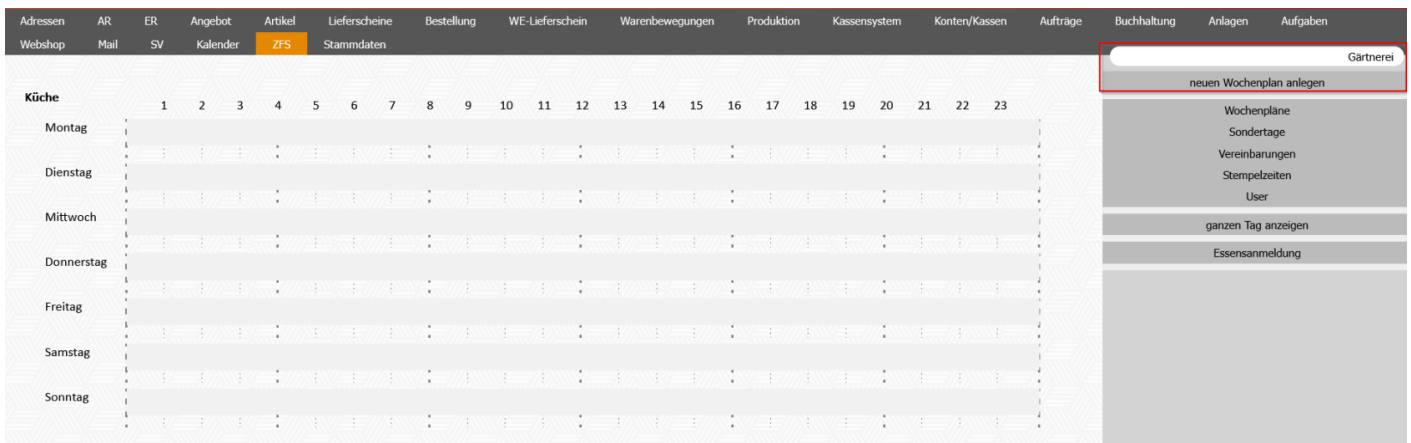 Adressen AR ER Angebot Artikel Lieferscheine Bestellung WE-Lieferschein Warenbewegungen Produktion Kassensystem Konten/Kassen Aufträge Buchhaltung Anlagen Aufgaben
Webshop Mail SV Kalender ZFS Stammdaten
Gärtnerei
neuen Wochenplan anlegen
Küche
1 2 3 4 5 6 7 8 9 10 11 12 13 14 15 16 17 18 19 20 21 22 23
Montag
Dienstag
Mittwoch
Donnerstag
Freitag
Samstag
Sonntag
Wochenpläne
Sondertage
Vereinbarungen
Stempelzeiten
User
ganzen Tag anzeigen
Essensanmeldung